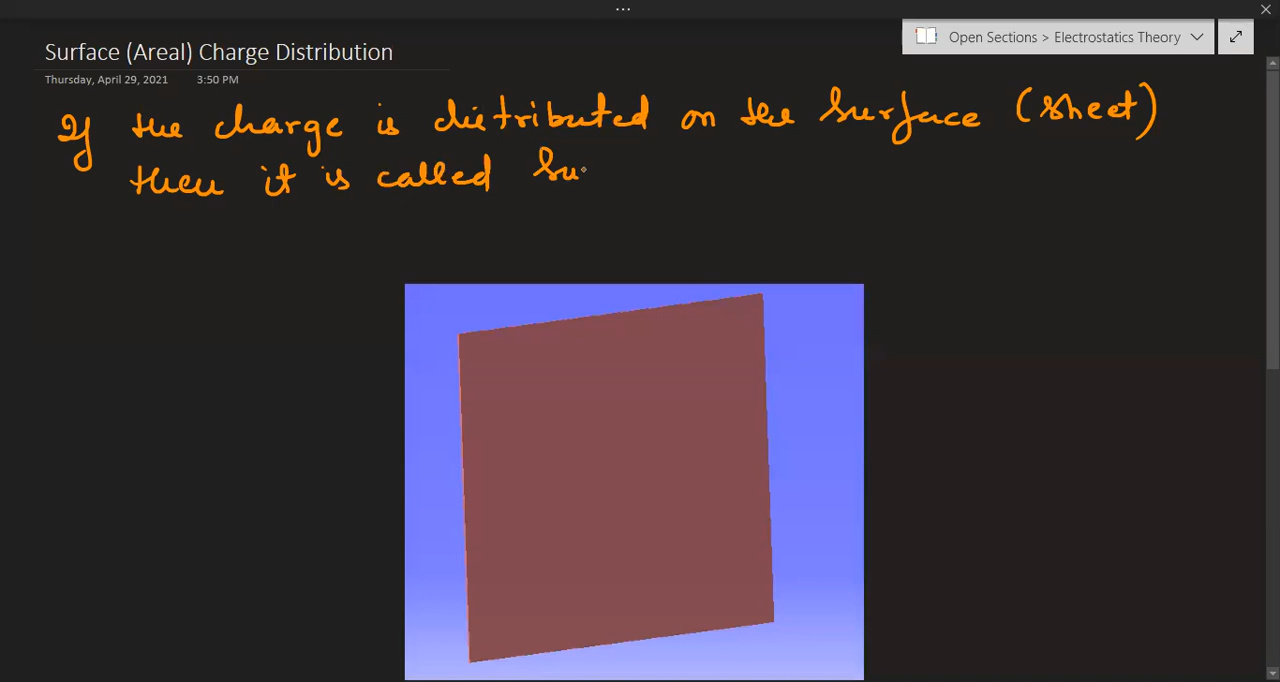 ...
Open Sections > Electrostatics Theory
Surface (Areal) Charge Distribution
Thursday, April 29, 2021 3:50 PM
If the charge is distributed on the surface (sheet)
then it is called Su